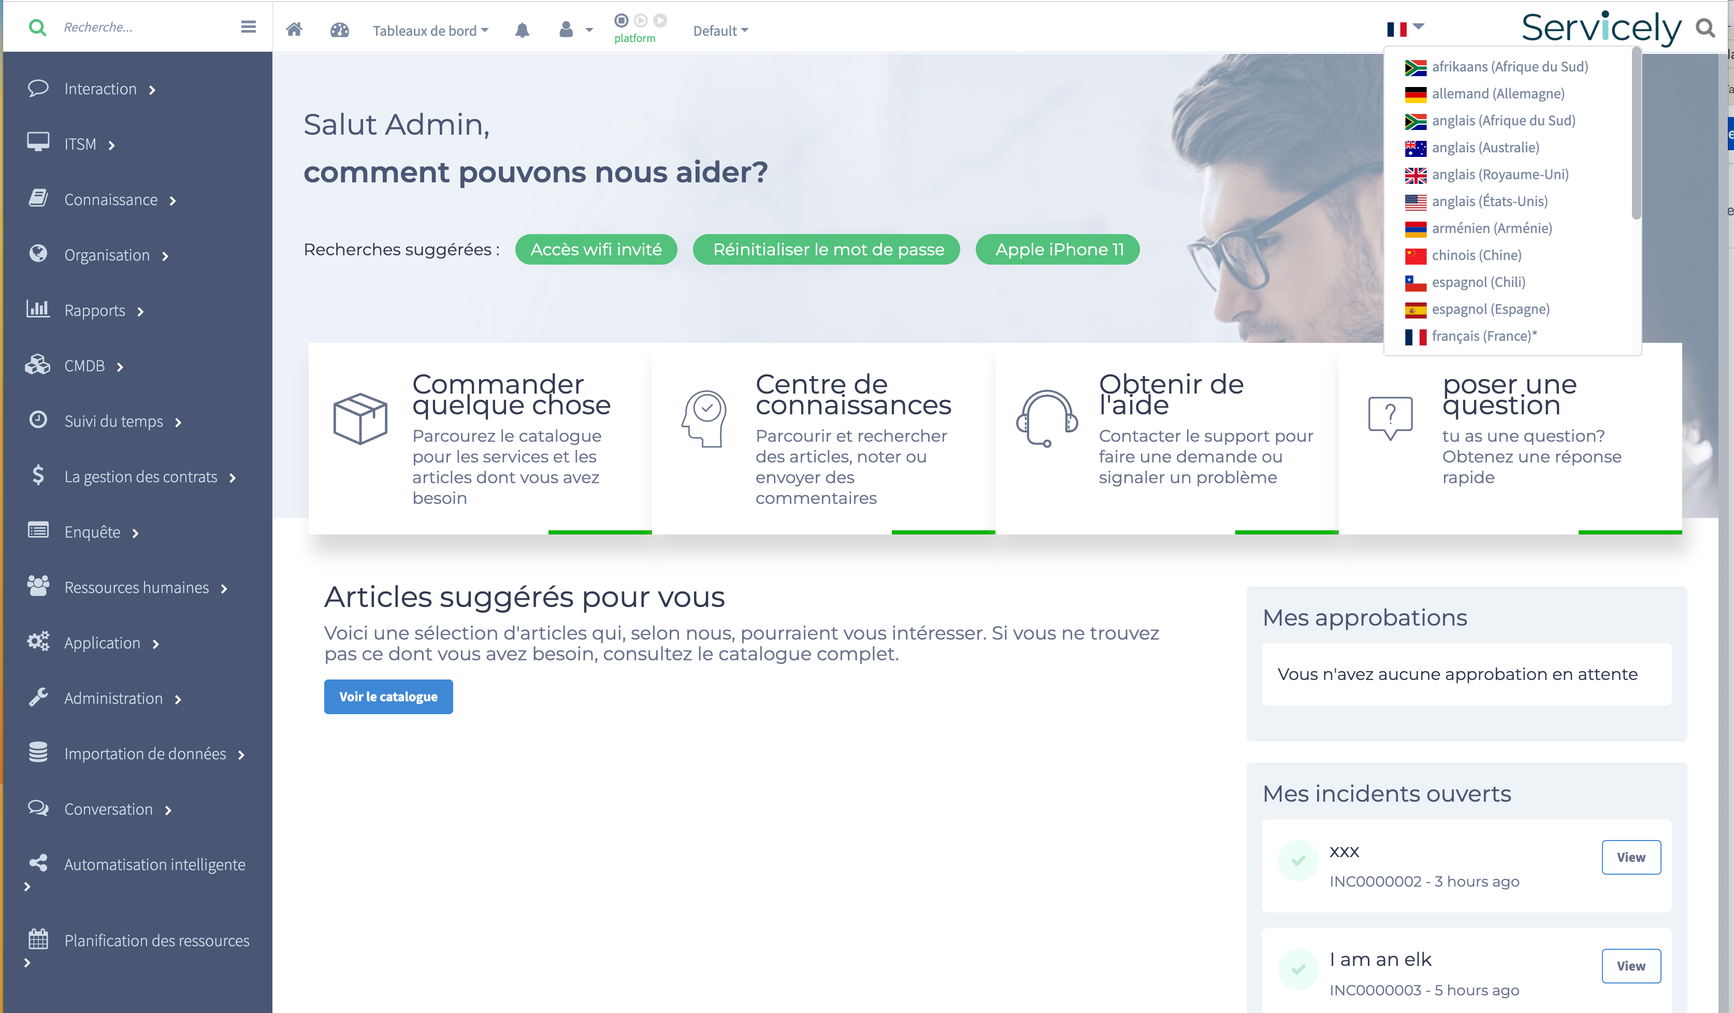 Recherche...
Tableaux de bord
platform
Default
Servicely
Interaction
ITSM
Connaissance
Organisation
Rapports
CMDB
Suivi du temps
La gestion des contrats
Enquête
Ressources humaines
Application
Administration
Importation de données
Conversation
Automatisation intelligente
Planification des ressources
afrikaans (Afrique du Sud)
allemand (Allemagne)
anglais (Afrique du Sud)
anglais (Australie)
anglais (Royaume-Uni)
anglais (États-Unis)
arménien (Arménie)
chinois (Chine)
espagnol (Chili)
espagnol (Espagne)
français (France)*
Salut Admin,
comment pouvons nous aider?
Recherches suggérées : Accès wifi invité Réinitialiser le mot de passe Apple iPhone 11
Commander
quelque chose
Parcourez le catalogue
pour les services et les
articles dont vous avez
besoin
Centre de
connaissances
Parcourir et rechercher
des articles, noter ou
envoyer des
commentaires
Obtenir de
l'aide
Contacter le support pour
faire une demande ou
signaler un problème
poser une
question
tu as une question?
Obtenez une réponse
rapide
Articles suggérés pour vous
Voici une sélection d'articles qui, selon nous, pourraient vous intéresser. Si vous ne trouvez
pas ce dont vous avez besoin, consultez le catalogue complet.
Voir le catalogue
Mes approbations
Vous n'avez aucune approbation en attente
Mes incidents ouverts
xxx
INC0000002 - 3 hours ago
View
I am an elk
INC0000003 - 5 hours ago
View